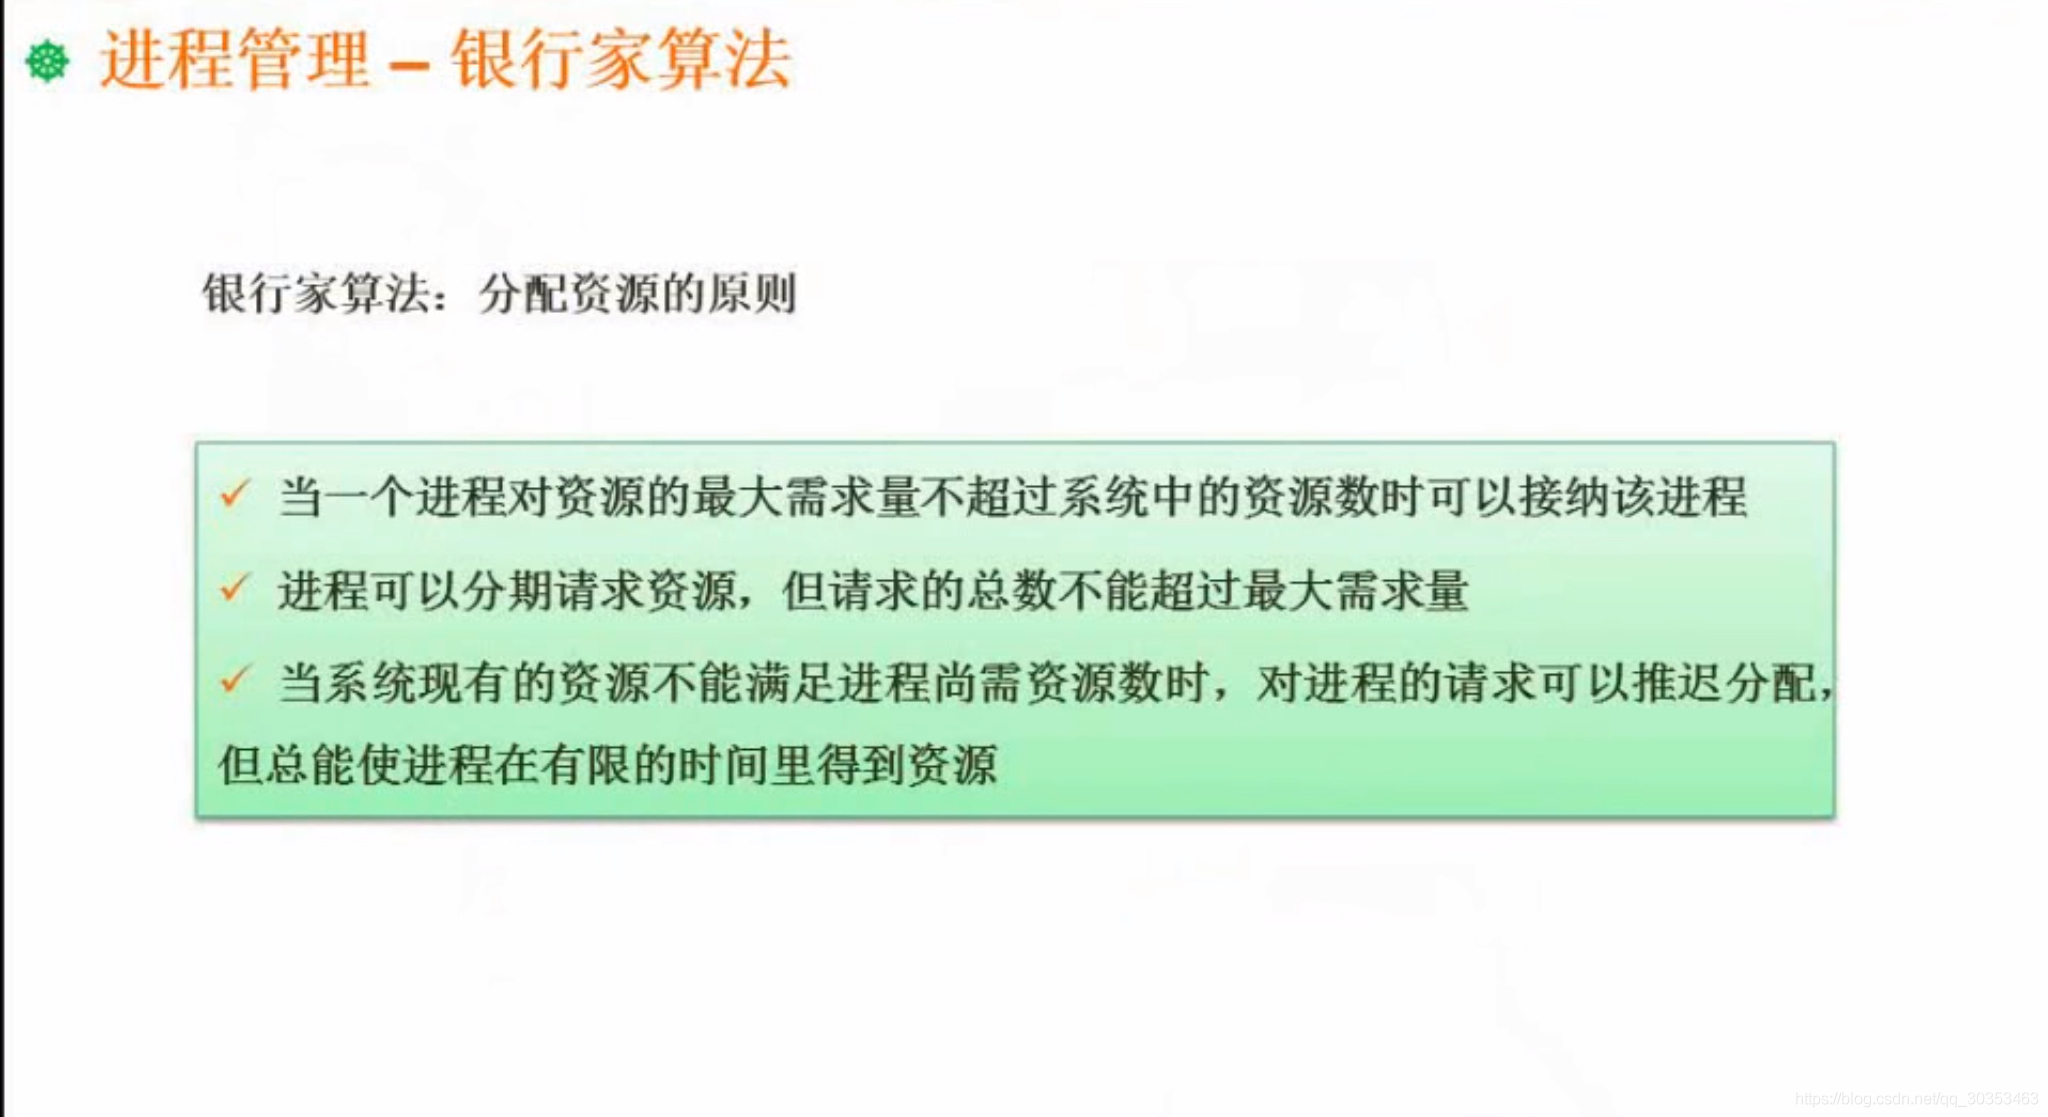 进程管理 – 银行家算法
银行家算法：分配资源的原则
✓ 当一个进程对资源的最大需求量不超过系统中的资源数时可以接纳该进程
✓ 进程可以分期请求资源，但请求的总数不能超过最大需求量
✓ 当系统现有的资源不能满足进程尚需资源数时，对进程的请求可以推迟分配，
但总能使进程在有限的时间里得到资源
https://blog.csdn.net/qq_30353463